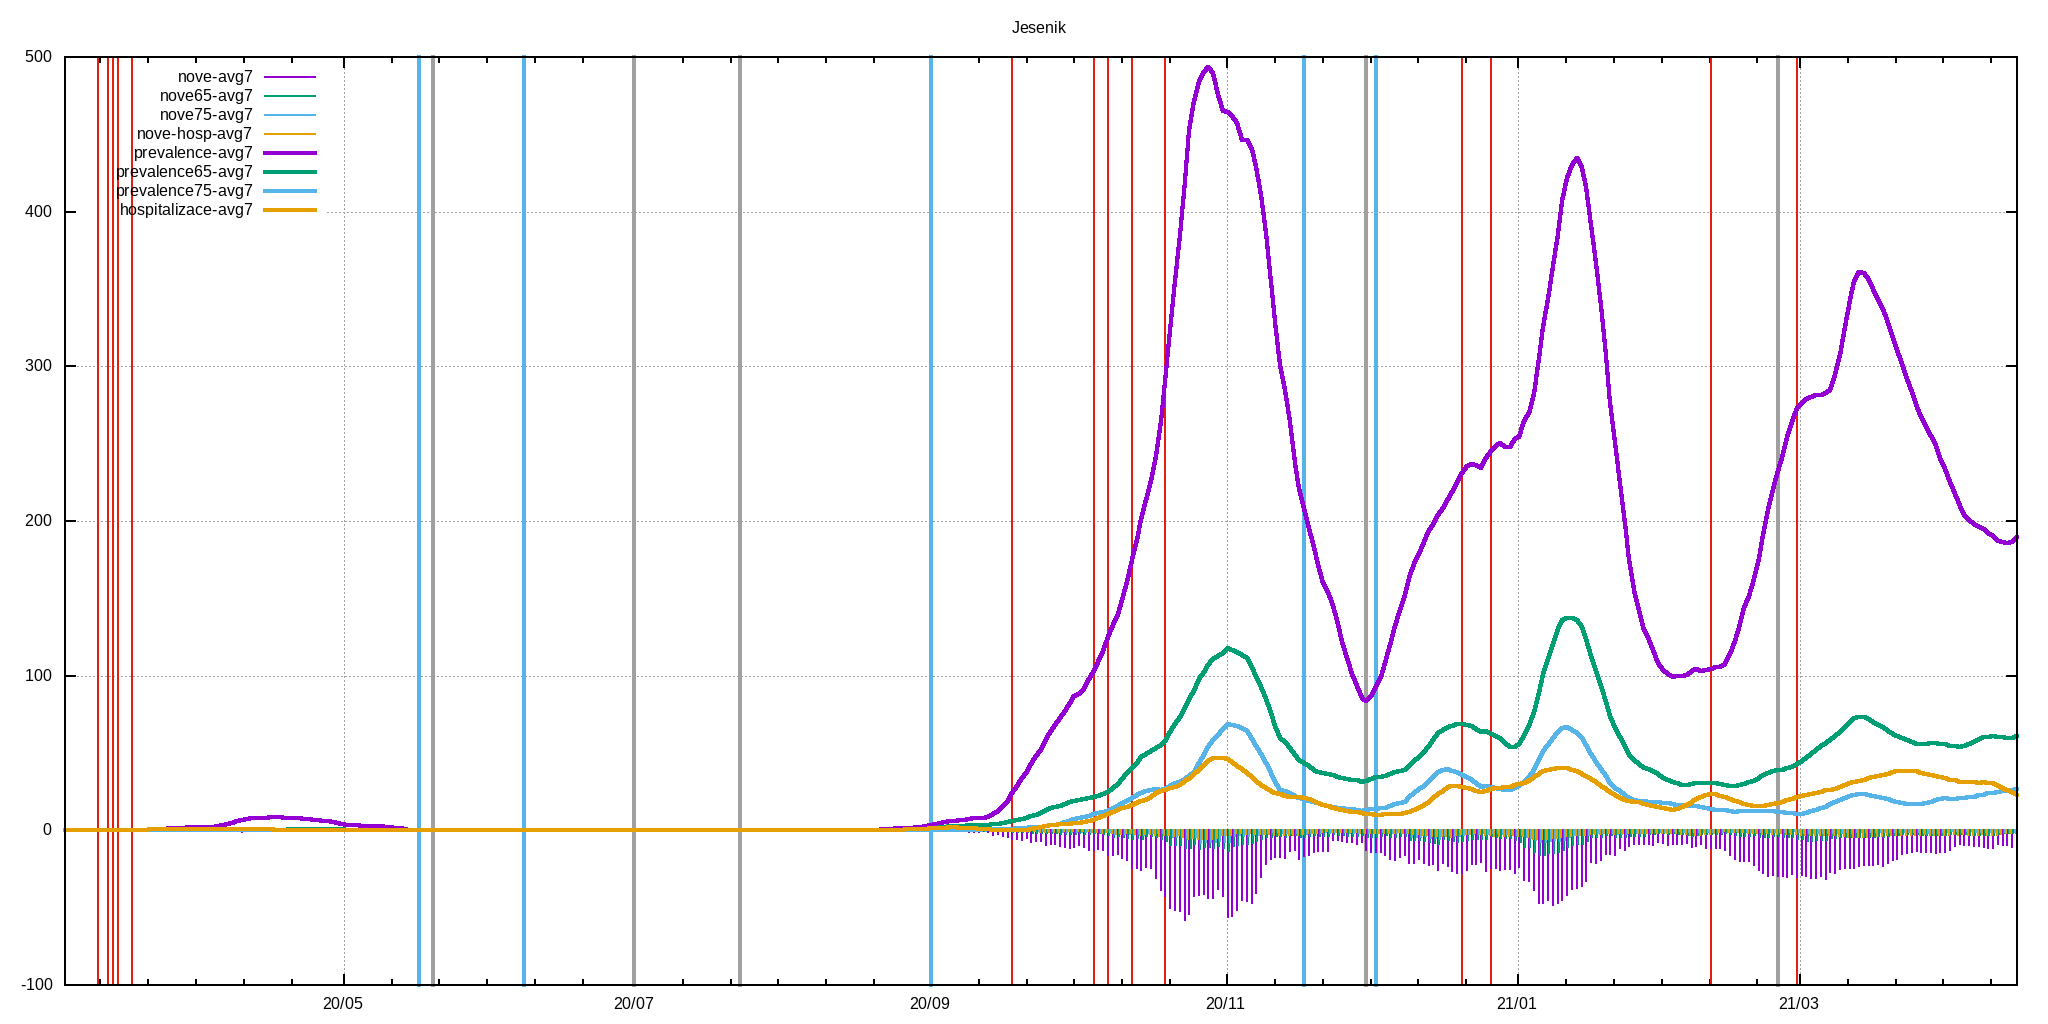 Jesenik
500
400
300
200
100
0
-100
nove-avg7
nove65-avg7
nove75-avg7
nove-hosp-avg7
prevalence-avg7
prevalence65-avg7
prevalence75-avg7
hospitalizace-avg7
20/05 20/07 20/09 20/11 21/01 21/03